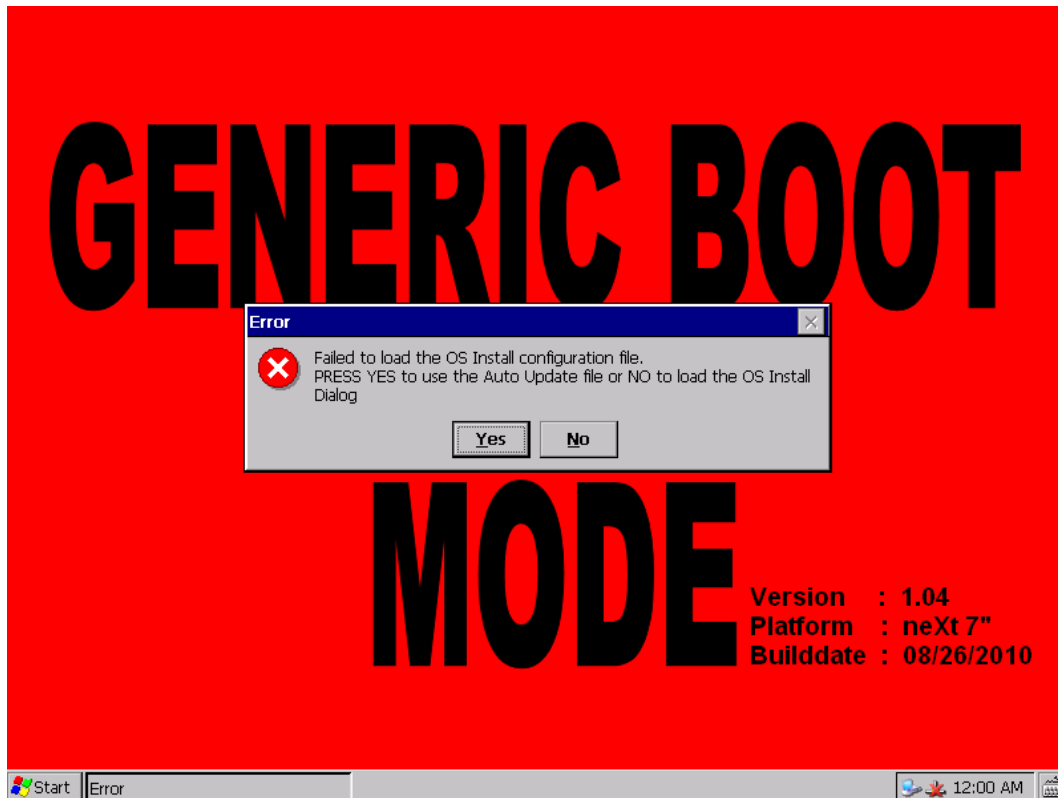 GENERIC BOOT
Error
Failed to load the OS Install configuration file.
PRESS YES to use the Auto Update file or NO to load the OS Install
Dialog
Yes
No
MODE
Version : 1.04
Platform : neXt 7"
Builddate : 08/26/2010
Start
Error
12:00 AM